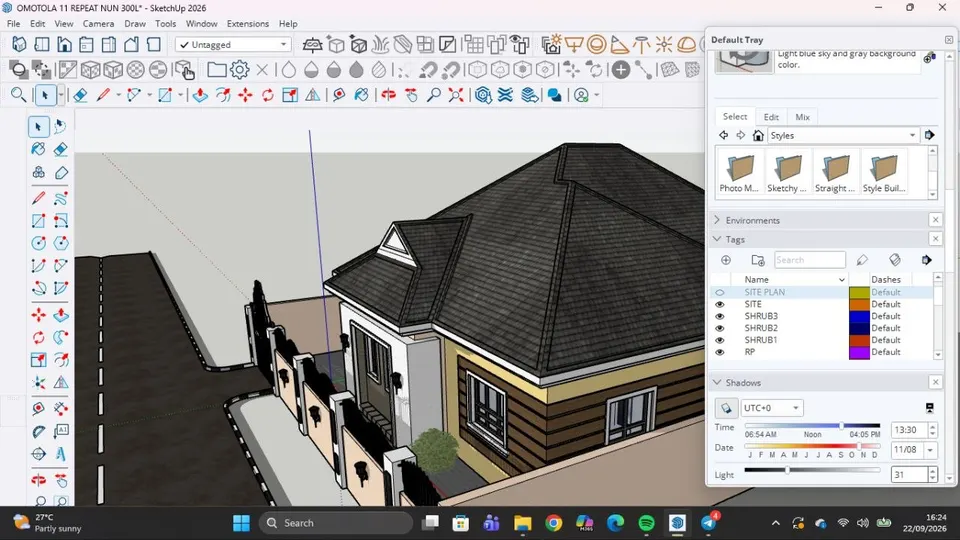 OMOTOLA 11 REPEAT NUN 300L* - SketchUp 2026
File Edit View Camera Draw Tools Window Extensions Help
✓ Untagged
Default Tray
Light blue sky and gray background
color.
Select Edit Mix
Styles
Photo M... Sketchy ... Straight ... Style Buil...
Environments
Tags
Search
Name Dashes
SITE PLAN Default
SITE Default
SHRUB3 Default
SHRUB2 Default
SHRUB1 Default
RP Default
Shadows
UTC+0
Time 06:54 AM Noon 04:05 PM 13:30
Date J F M A M J J A S O N D 11/08
Light 31
27°C
Partly sunny
Search
4
16:24
22/09/2026